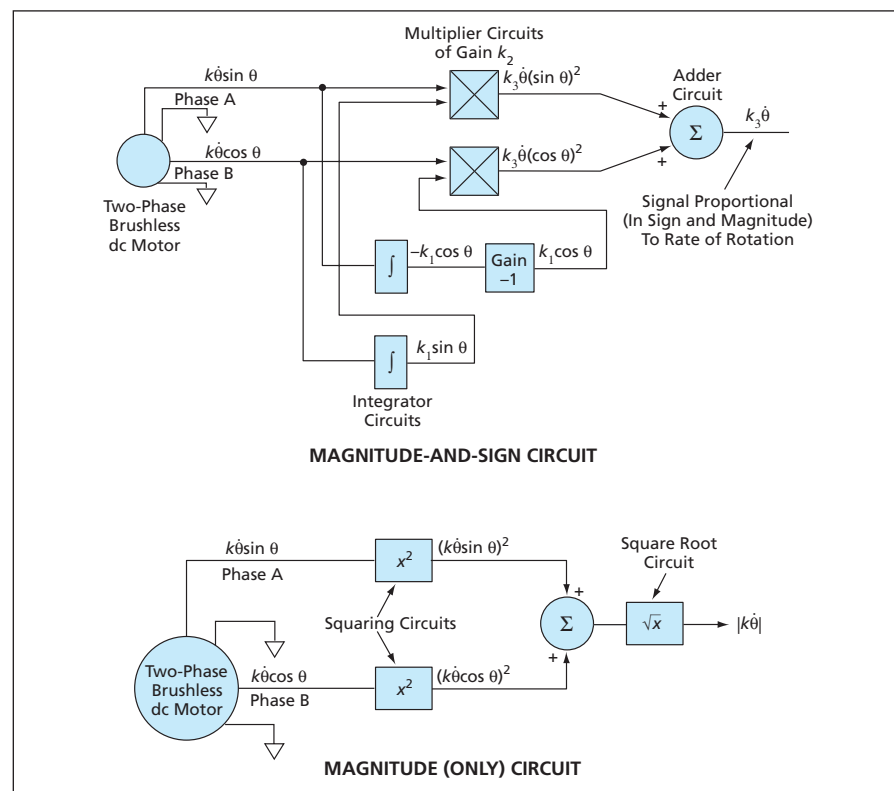 Multiplier Circuits
of Gain k₂
kθ̇sin θ
Phase A
k₃θ̇(sin θ)²
Adder
Circuit
+
Σ
k₃θ̇
kθ̇cos θ
Phase B
k₃θ̇(cos θ)²
+
Two-Phase
Brushless
dc Motor
Signal Proportional
(In Sign and Magnitude)
To Rate of Rotation
∫
–k₁cos θ
Gain
–1
k₁cos θ
∫
k₁sin θ
Integrator
Circuits
MAGNITUDE-AND-SIGN CIRCUIT
kθ̇sin θ
Phase A
x²
(kθ̇sin θ)²
Square Root
Circuit
+
Squaring Circuits
Σ
√x
|kθ̇|
+
Two-Phase
Brushless
dc Motor
kθ̇cos θ
Phase B
x²
(kθ̇cos θ)²
MAGNITUDE (ONLY) CIRCUIT